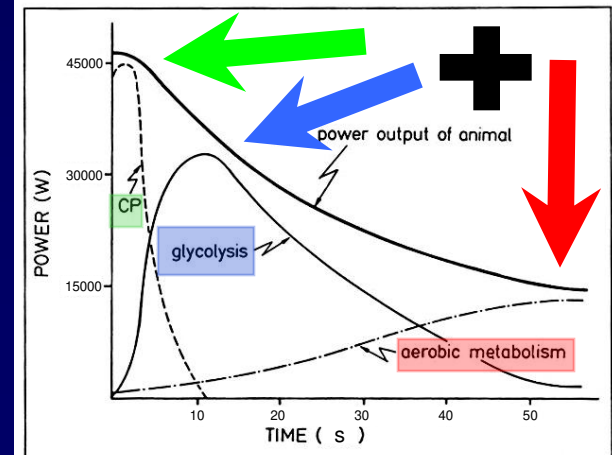 45000
30000
15000
POWER (W)
CP
glycolysis
power output of animal
aerobic metabolism
10 20 30 40 50
TIME ( s )